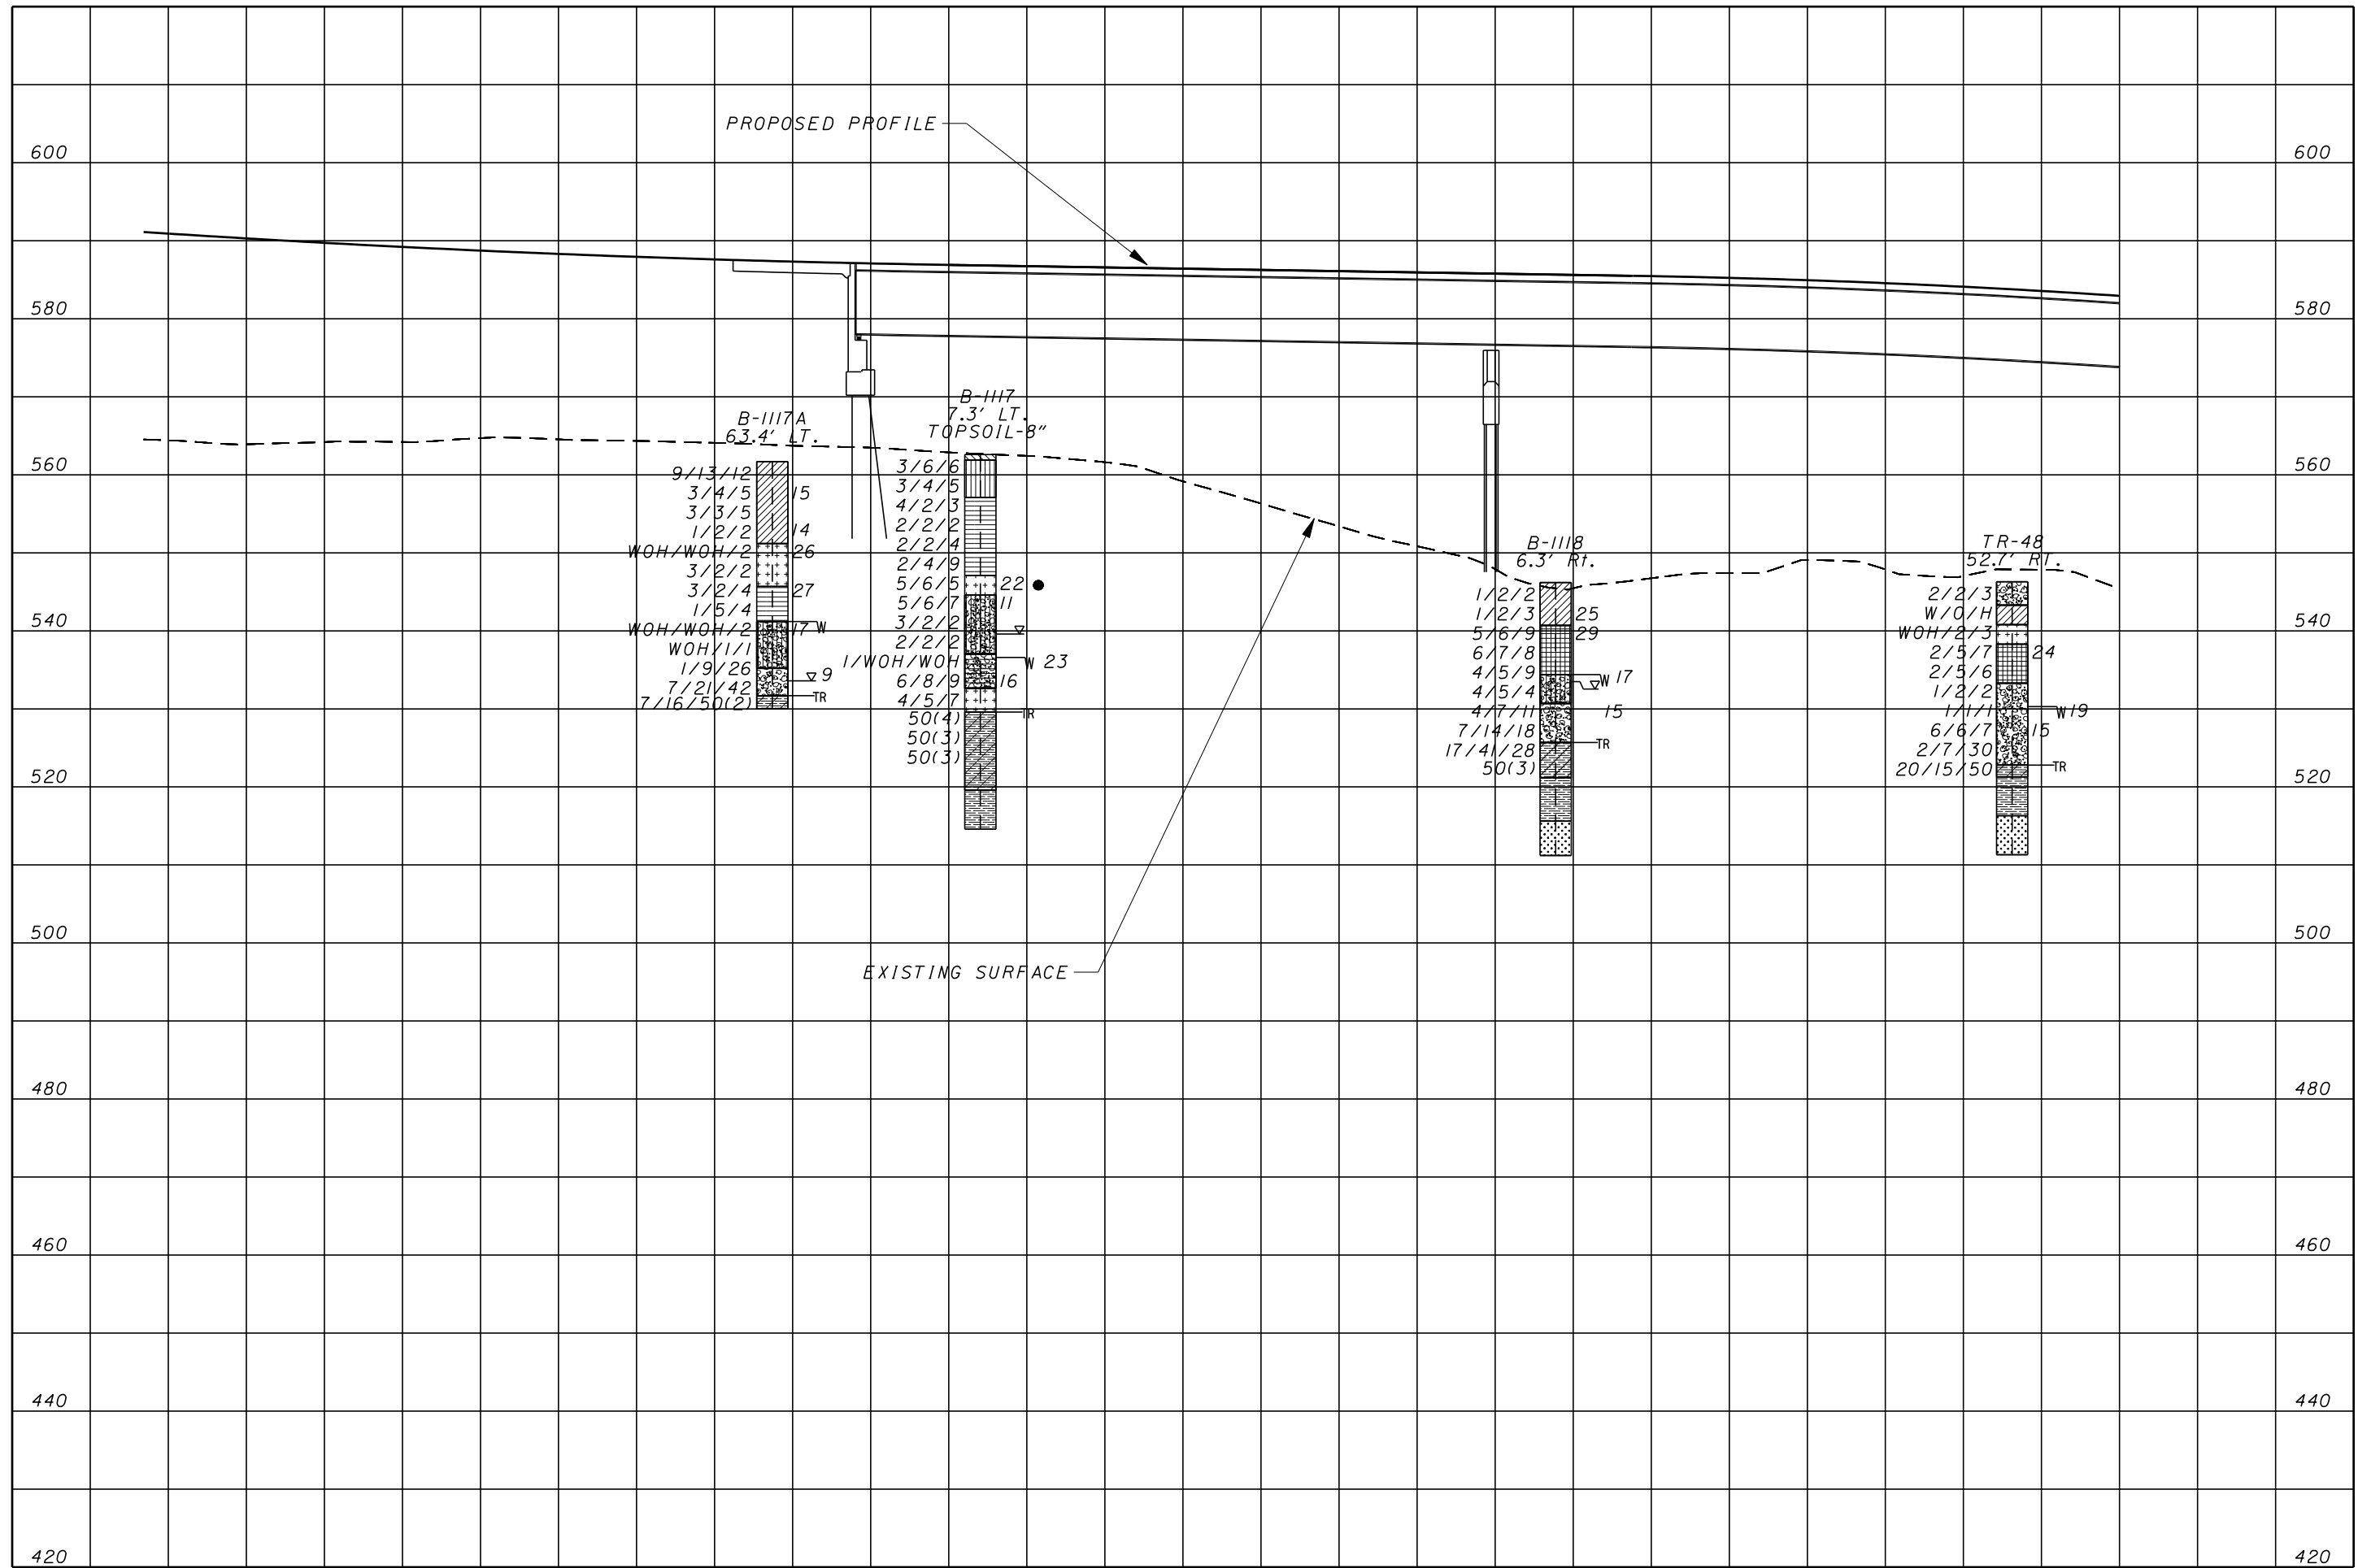 PROPOSED PROFILE
600 600
580 580
B-1117A
63.4' LT.
B-1117
7.3' LT.
TOPSOIL-8"
560 560
9/13/12
3/4/5 15
3/3/5
1/2/2 14
WOH/WOH/2 26
3/2/2
3/2/4 27
1/5/4
WOH/WOH/2 17 W
WOH/1/1
1/9/26 9
7/21/42
7/16/50(2) TR
3/6/6
3/4/5
4/2/3
2/2/2
2/2/4
2/4/9
5/6/5 22
5/6/7 11
3/2/2
2/2/2
1/WOH/WOH W 23
6/8/9 16
4/5/7
50(4) TR
50(3)
50(3)
B-1118
6.3' Rt.
1/2/2
1/2/3 25
5/6/9 29
6/7/8
4/5/9 W 17
4/5/4
4/7/11 15
7/14/18
17/41/28 TR
50(3)
TR-48
52.7' RT.
2/2/3
W/O/H
WOH/2/3
2/5/7 24
2/5/6
1/2/2
1/1/1 W 19
6/6/7 15
2/7/30
20/15/50 TR
540 540
520 520
500 500
EXISTING SURFACE
480 480
460 460
440 440
420 420